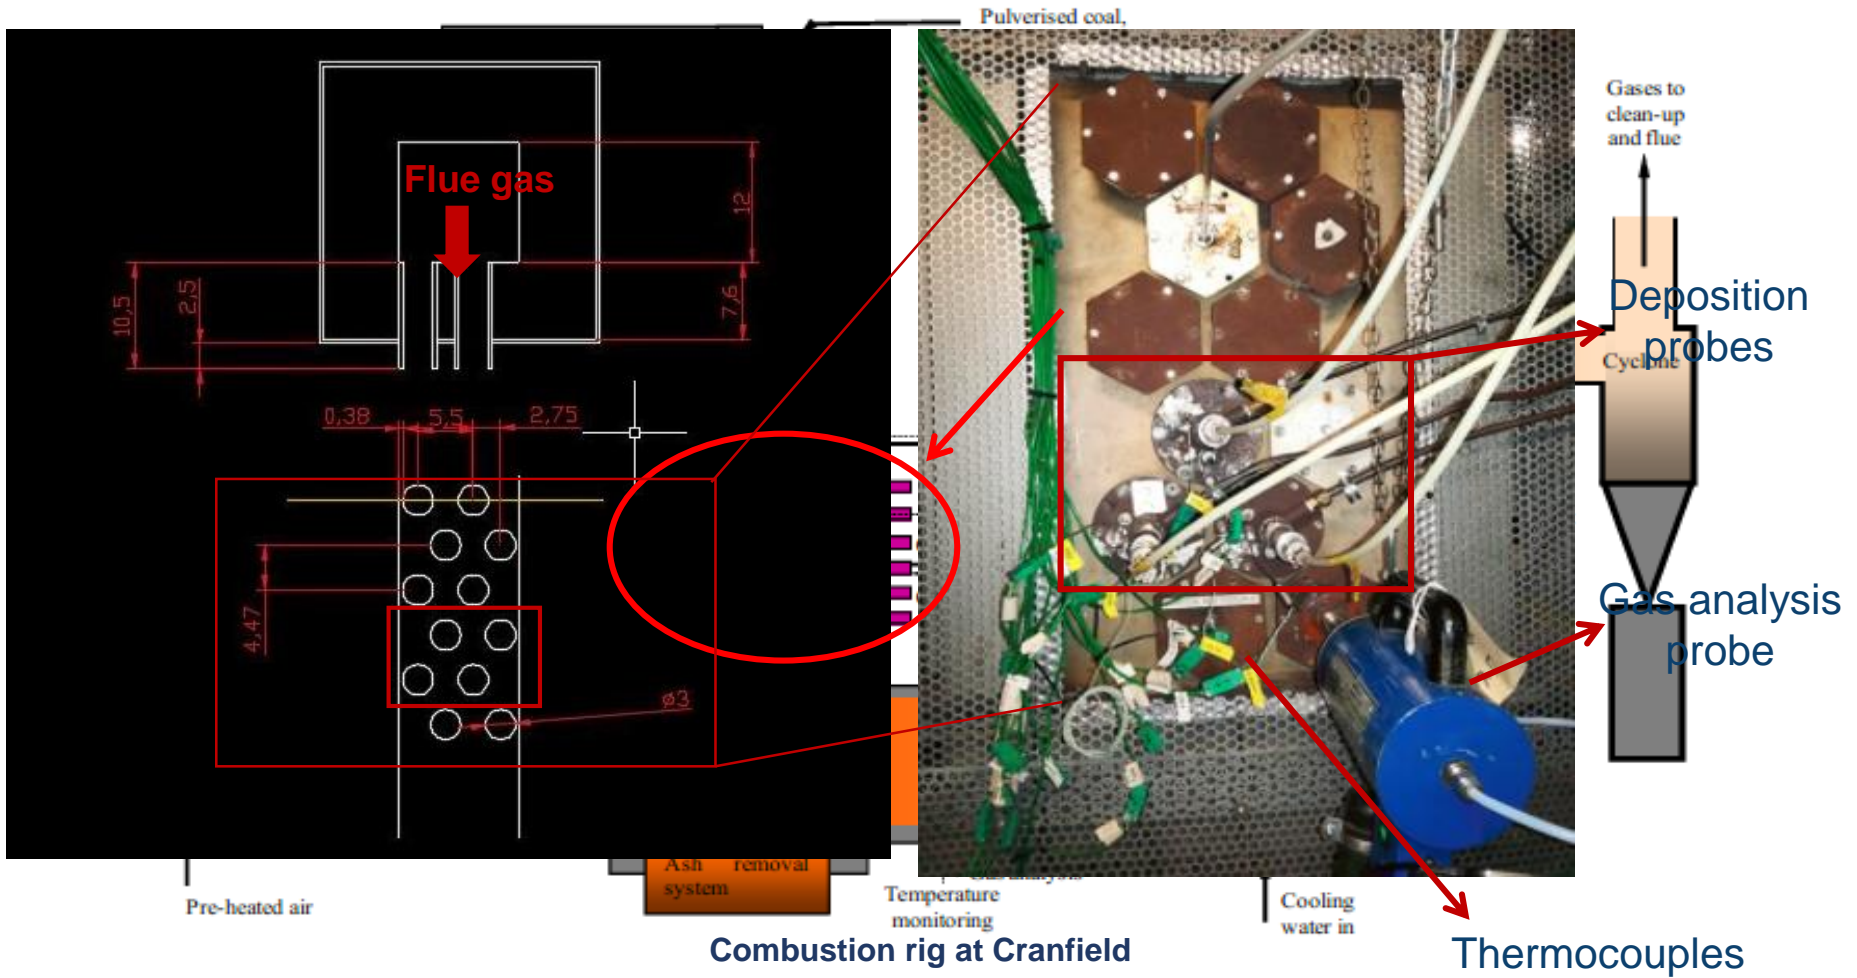 Pulverised coal,
Gases to
clean-up
and flue
Flue gas
12
10,5
2,5
7,6
Deposition
probes
Cyclone
0,38
5,5
2,75
4,47
ø3
Gas analysis
probe
Ash removal
system
Pre-heated air
Temperature
monitoring
Cooling
water in
Combustion rig at Cranfield
Thermocouples